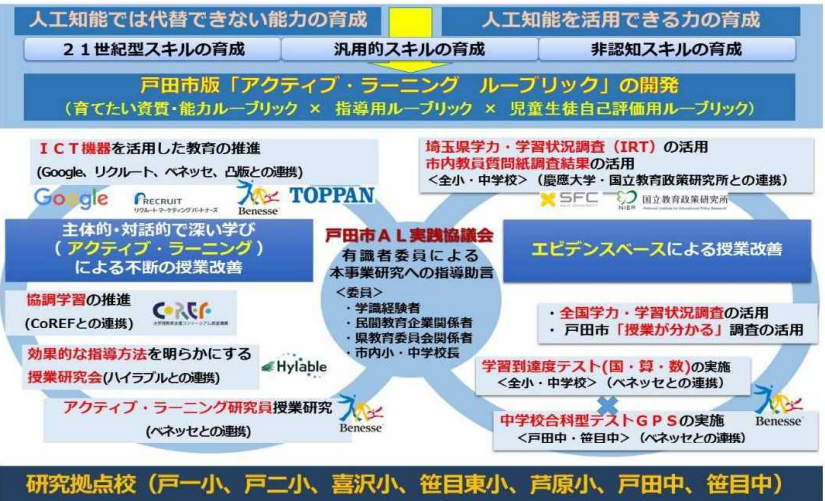 人工知能では代替できない能力の育成
人工知能を活用できる力の育成
21世紀型スキルの育成
汎用的スキルの育成
非認知スキルの育成
戸田市版「アクティブ・ラーニング ルーブリック」の開発
（育てたい資質・能力ルーブリック × 指導用ルーブリック × 児童生徒自己評価用ルーブリック）
ICT機器を活用した教育の推進
(Google、リクルート、ベネッセ、凸版との連携)
Google
RECRUIT
リクルート マーケティングパートナーズ
Benesse
TOPPAN
主体的・対話的で深い学び
（アクティブ・ラーニング）
による不断の授業改善
協調学習の推進
(CoREFとの連携)
CoREF
効果的な指導方法を明らかにする
授業研究会(ハイラブルとの連携)
Hylable
アクティブ・ラーニング研究員授業研究
(ベネッセとの連携)
Benesse
戸田市AL実践協議会
有識者委員による
本事業研究への指導助言
＜委員＞
・学識経験者
・民間教育企業関係者
・県教育委員会関係者
・市内小・中学校長
埼玉県学力・学習状況調査（IRT）の活用
市内教員質問紙調査結果の活用
＜全小・中学校＞（慶應大学・国立教育政策研究所との連携）
SFC
NIER
国立教育政策研究所
National Institute for Educational Policy Research
エビデンスベースによる授業改善
・全国学力・学習状況調査の活用
・戸田市「授業が分かる」調査の活用
学習到達度テスト(国・算・数)の実施
＜全小・中学校＞(ベネッセとの連携)
中学校合科型テストGPSの実施
＜戸田中・笹目中＞（ベネッセとの連携）
Benesse
研究拠点校（戸一小、戸二小、喜沢小、笹目東小、芦原小、戸田中、笹目中）